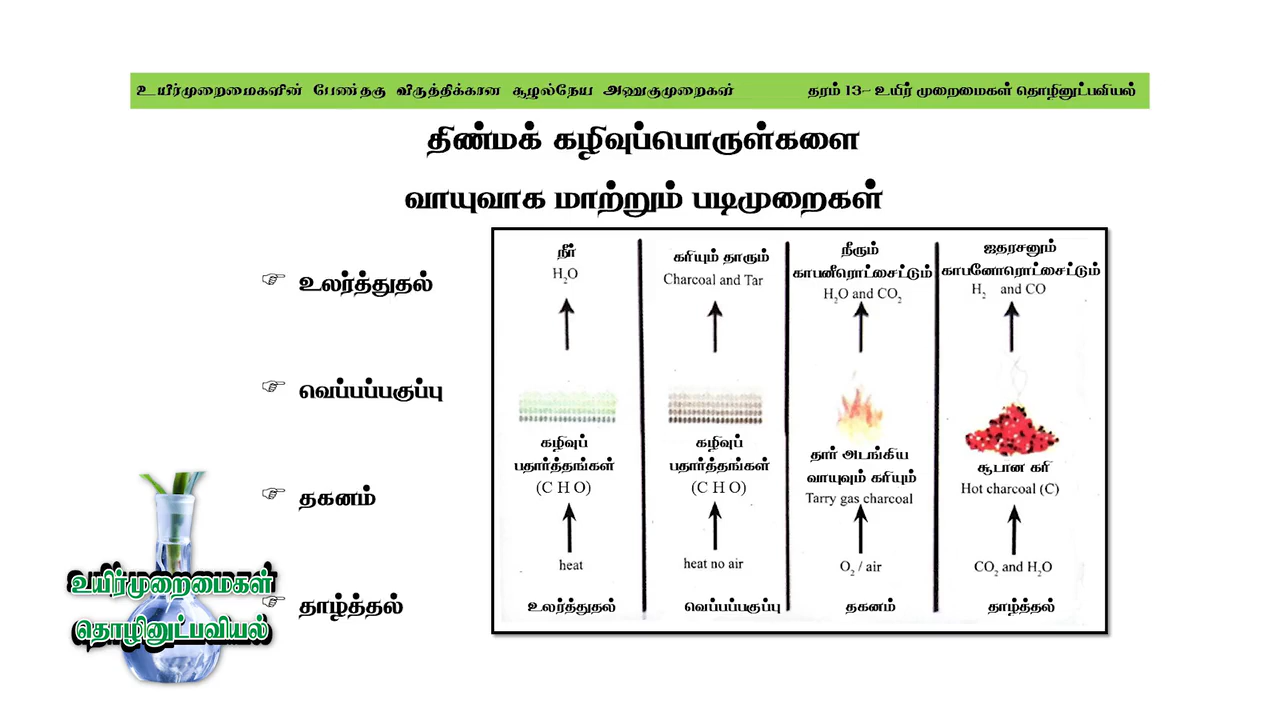 உயிர்முறைமைகளின் பேண்தகு விருத்திக்கான சூழல்நேய அணுகுமுறைகள்
தரம் 13– உயிர் முறைமைகள் தொழினுட்பவியல்
திண்மக் கழிவுப்பொருள்களை
வாயுவாக மாற்றும் படிமுறைகள்
☞ உலர்த்துதல்
☞ வெப்பப்பகுப்பு
☞ தகனம்
☞ தாழ்த்தல்
நீர்
H₂O
கழிவுப்
பதார்த்தங்கள்
(C H O)
heat
உலர்த்துதல்
கரியும் தாரும்
Charcoal and Tar
கழிவுப்
பதார்த்தங்கள்
(C H O)
heat no air
வெப்பப்பகுப்பு
நீரும்
காபனீரொட்சைட்டும்
H₂O and CO₂
தார் அடங்கிய
வாயுவும் கரியும்
Tarry gas charcoal
O₂ / air
தகனம்
ஐதரசனும்
காபனோரொட்சைட்டும்
H₂ and CO
சூடான கரி
Hot charcoal (C)
CO₂ and H₂O
தாழ்த்தல்
உயிர்முறைமைகள்
தொழினுட்பவியல்